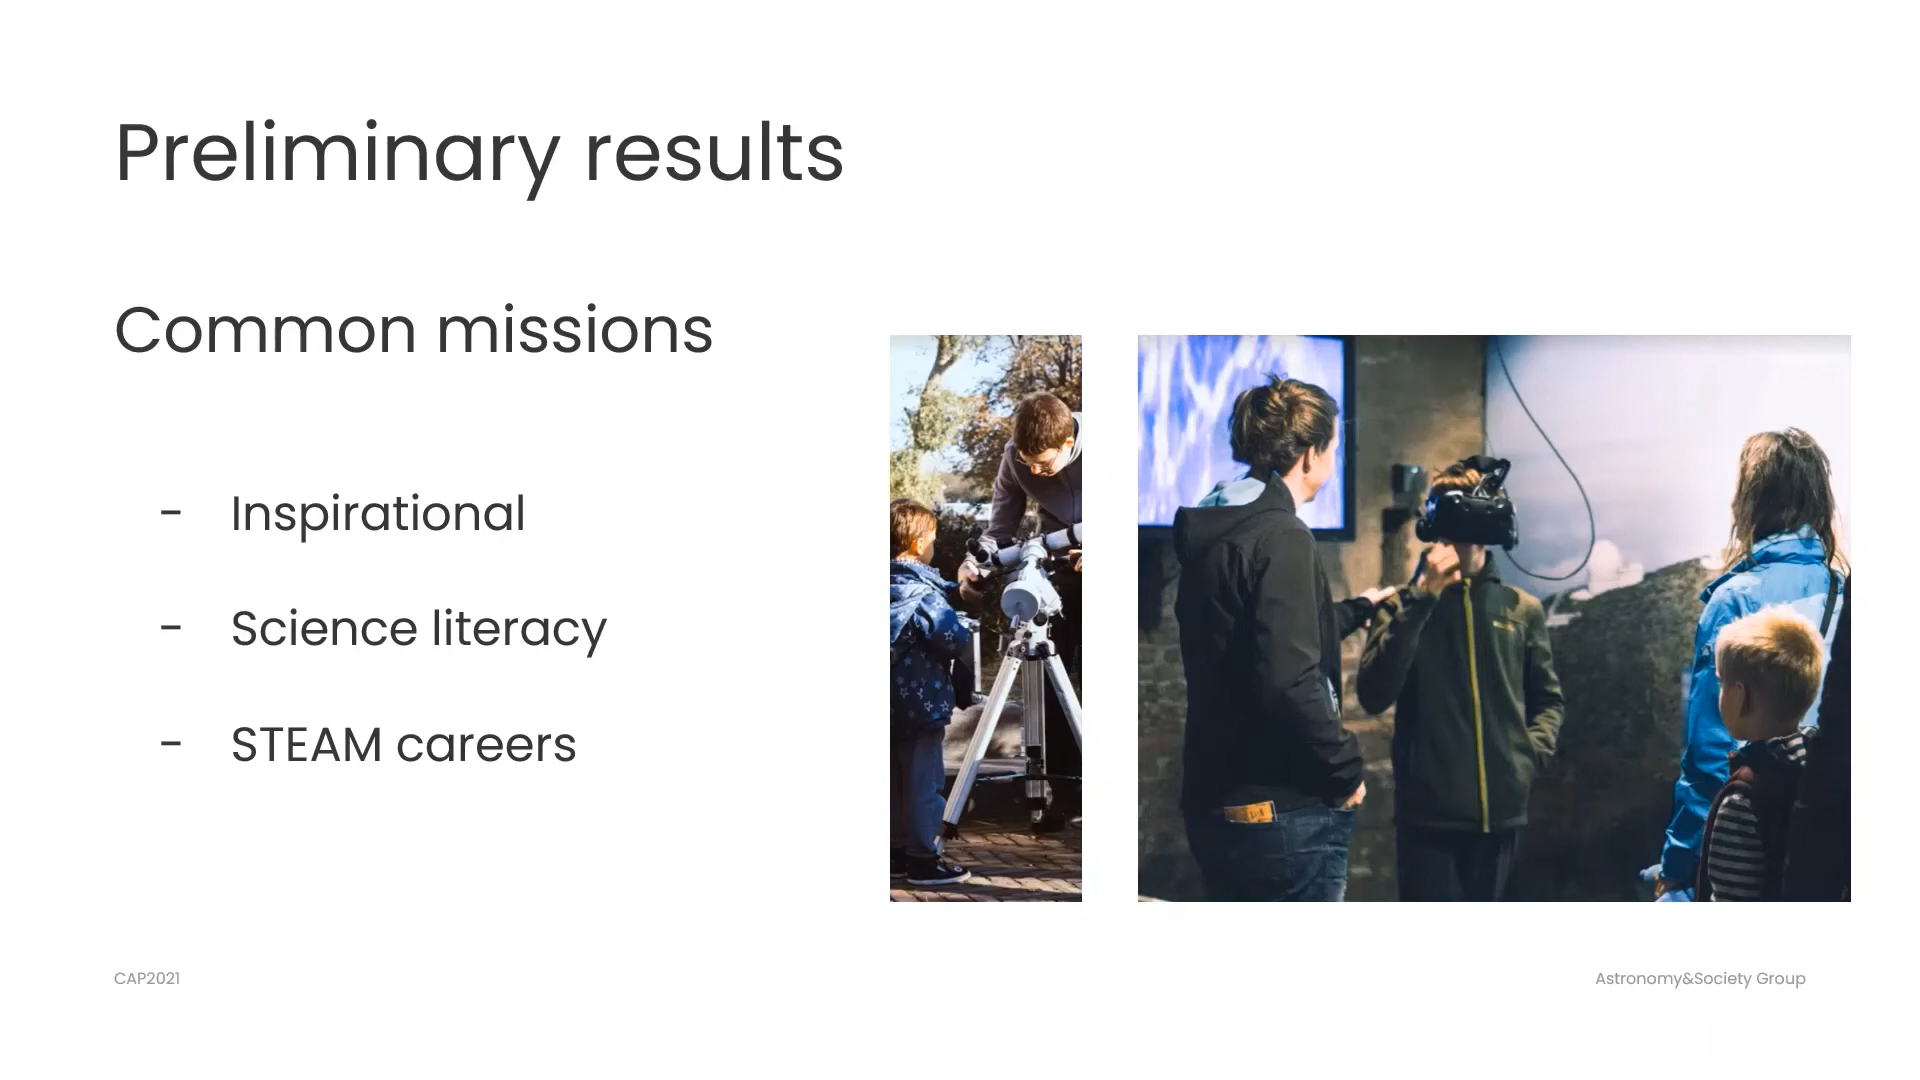 Preliminary results
Common missions
- Inspirational
- Science literacy
- STEAM careers
CAP2021
Astronomy&Society Group